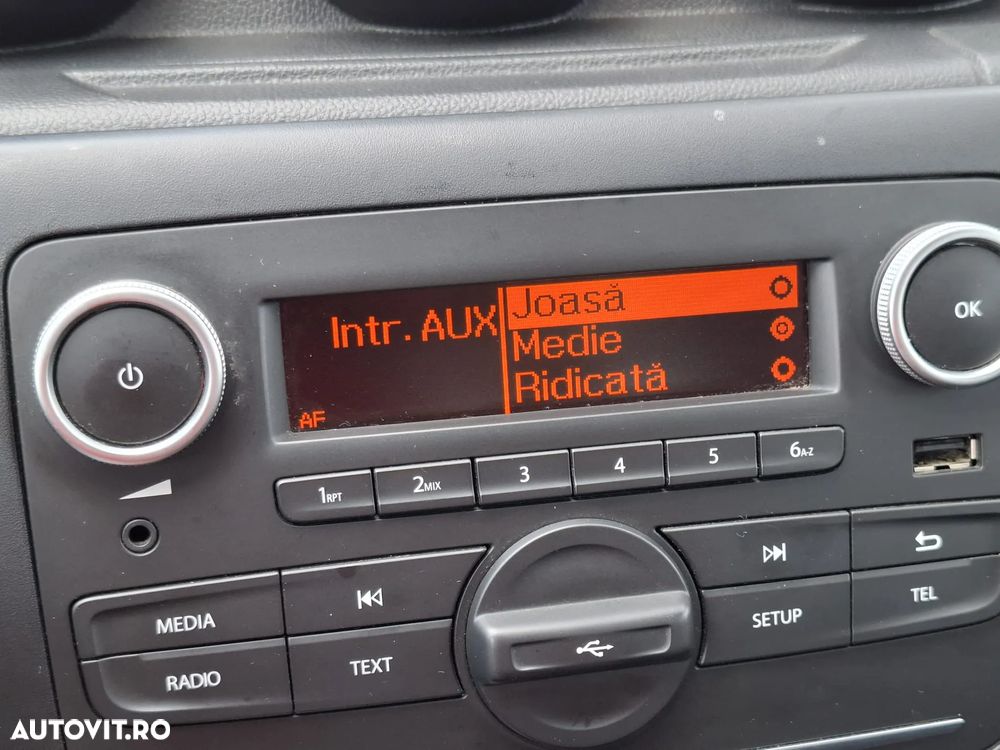 Intr. AUX
Joasă
Medie
Ridicată
AF
OK
1RPT 2MIX 3 4 5 6A-Z
MEDIA
SETUP
TEL
RADIO
TEXT
AUTOVIT.RO